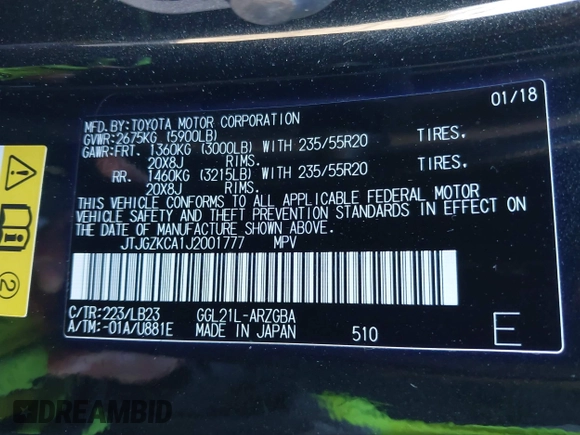 01/18
MFD.BY:TOYOTA MOTOR CORPORATION
GVWR:2675KG (5900LB)
GAWR:FRT. 1360KG (3000LB) WITH 235/55R20 TIRES,
20X8J RIMS.
RR. 1460KG (3215LB) WITH 235/55R20 TIRES,
20X8J RIMS.
THIS VEHICLE CONFORMS TO ALL APPLICABLE FEDERAL MOTOR
VEHICLE SAFETY AND THEFT PREVENTION STANDARDS IN EFFECT ON
THE DATE OF MANUFACTURE SHOWN ABOVE.
JTJGZKCA1J2001777 MPV
C/TR:223/LB23 GGL21L-ARZGBA
A/TM:-01A/U881E MADE IN JAPAN 510 E
2
DREAMBID